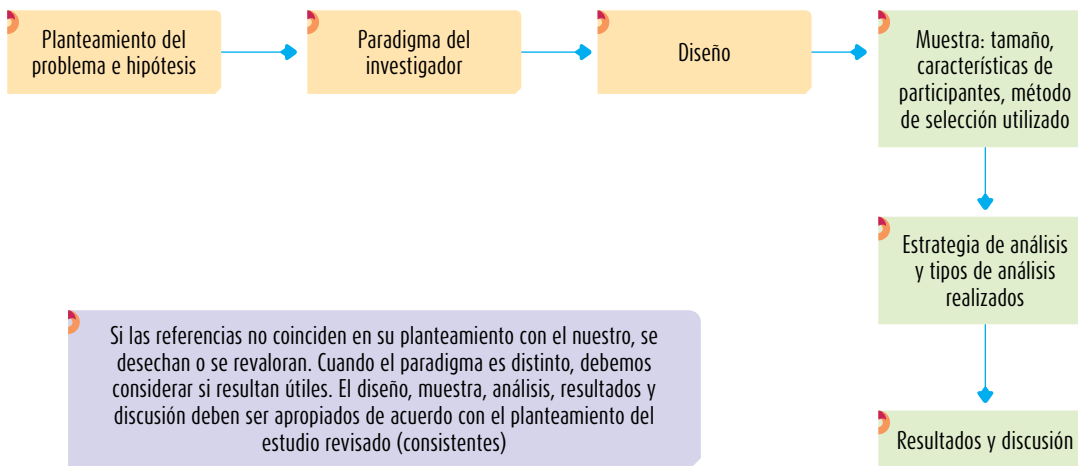 Planteamiento del
problema e hipótesis
Paradigma del
investigador
Diseño
Muestra: tamaño,
características de
participantes, método
de selección utilizado
Estrategia de análisis
y tipos de análisis
realizados
Si las referencias no coinciden en su planteamiento con el nuestro, se
desechan o se revaloran. Cuando el paradigma es distinto, debemos
considerar si resultan útiles. El diseño, muestra, análisis, resultados y
discusión deben ser apropiados de acuerdo con el planteamiento del
estudio revisado (consistentes)
Resultados y discusión